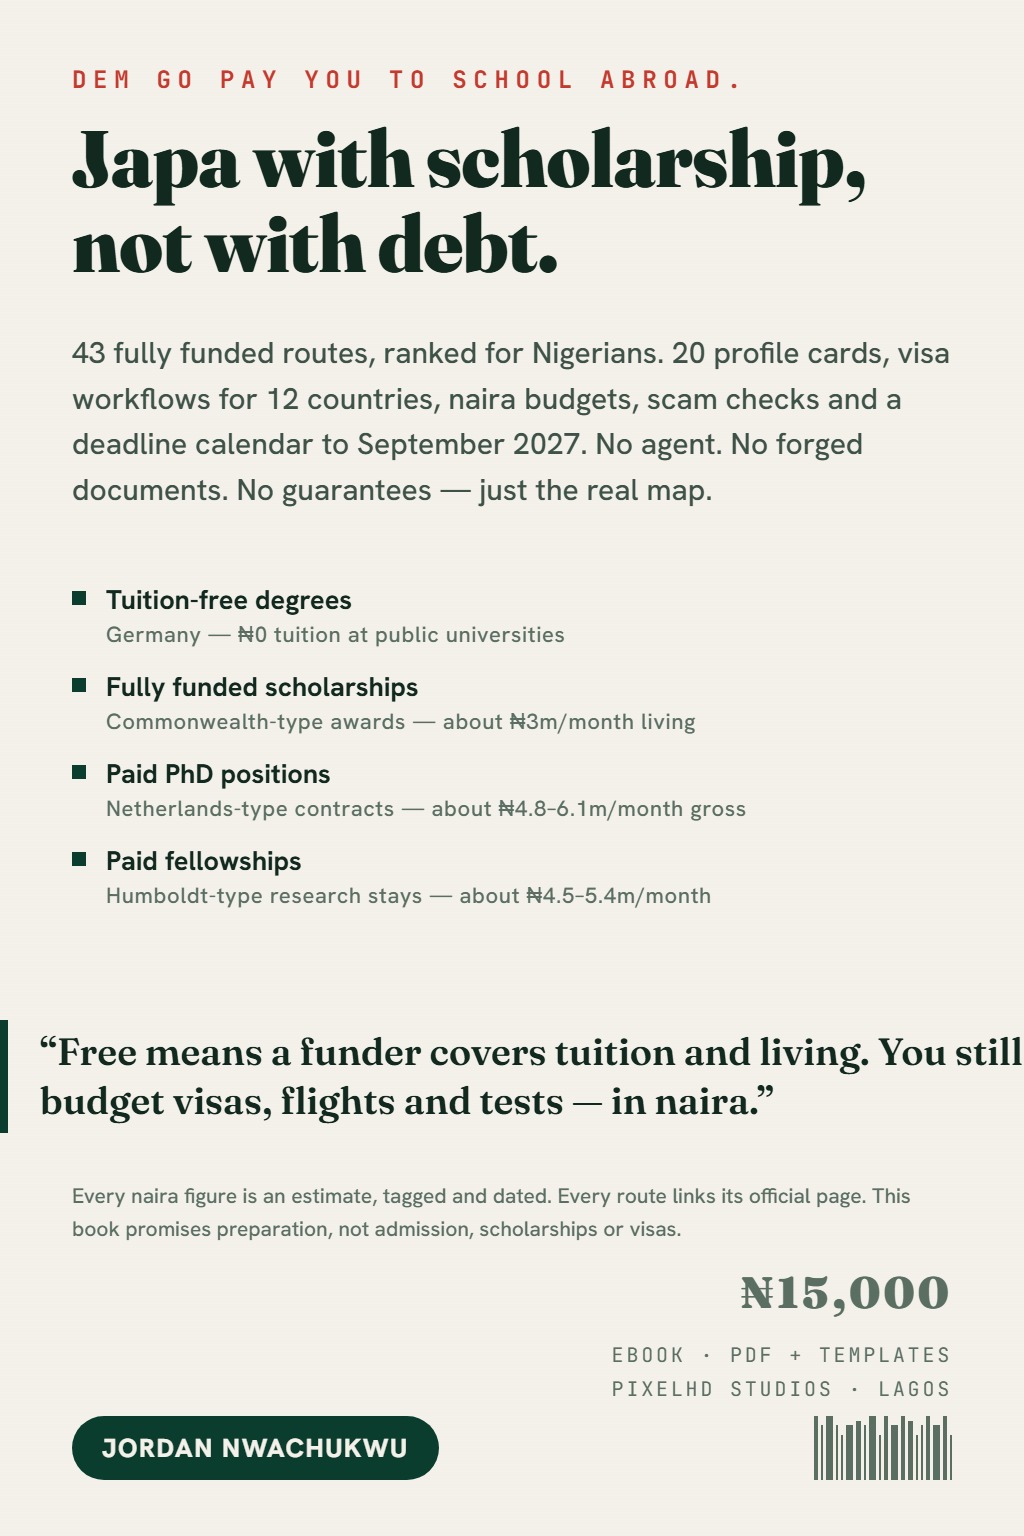 DEM GO PAY YOU TO SCHOOL ABROAD.
Japa with scholarship,
not with debt.
43 fully funded routes, ranked for Nigerians. 20 profile cards, visa
workflows for 12 countries, naira budgets, scam checks and a
deadline calendar to September 2027. No agent. No forged
documents. No guarantees — just the real map.
Tuition-free degrees
Germany — ₦0 tuition at public universities
Fully funded scholarships
Commonwealth-type awards — about ₦3m/month living
Paid PhD positions
Netherlands-type contracts — about ₦4.8–6.1m/month gross
Paid fellowships
Humboldt-type research stays — about ₦4.5–5.4m/month
“Free means a funder covers tuition and living. You still
budget visas, flights and tests — in naira.”
Every naira figure is an estimate, tagged and dated. Every route links its official page. This
book promises preparation, not admission, scholarships or visas.
₦15,000
EBOOK · PDF + TEMPLATES
PIXELHD STUDIOS · LAGOS
JORDAN NWACHUKWU